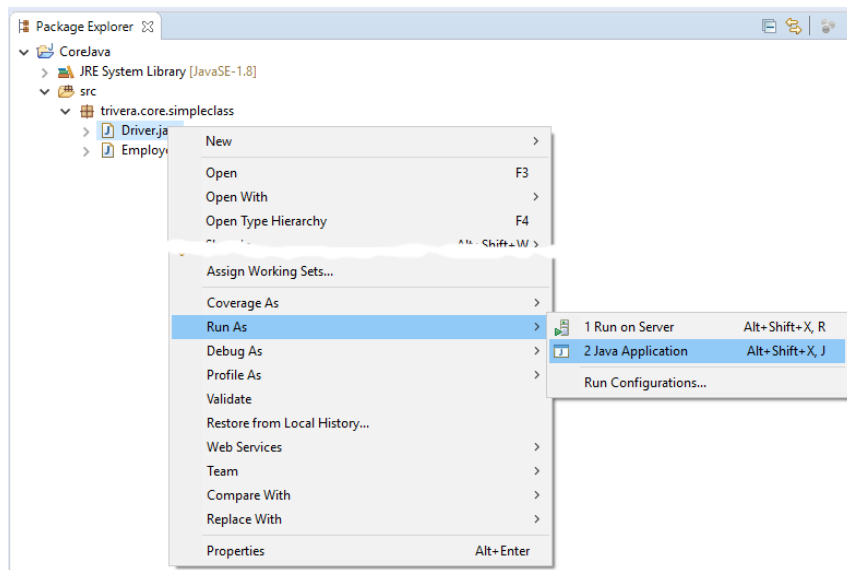 Package Explorer
CoreJava
JRE System Library [JavaSE-1.8]
src
trivera.core.simpleclass
Driver.ja
Employ
New
Open F3
Open With
Open Type Hierarchy F4
Alt+Shift+W
Assign Working Sets...
Coverage As
Run As
Debug As
Profile As
Validate
Restore from Local History...
Web Services
Team
Compare With
Replace With
Properties Alt+Enter
1 Run on Server Alt+Shift+X, R
2 Java Application Alt+Shift+X, J
Run Configurations...